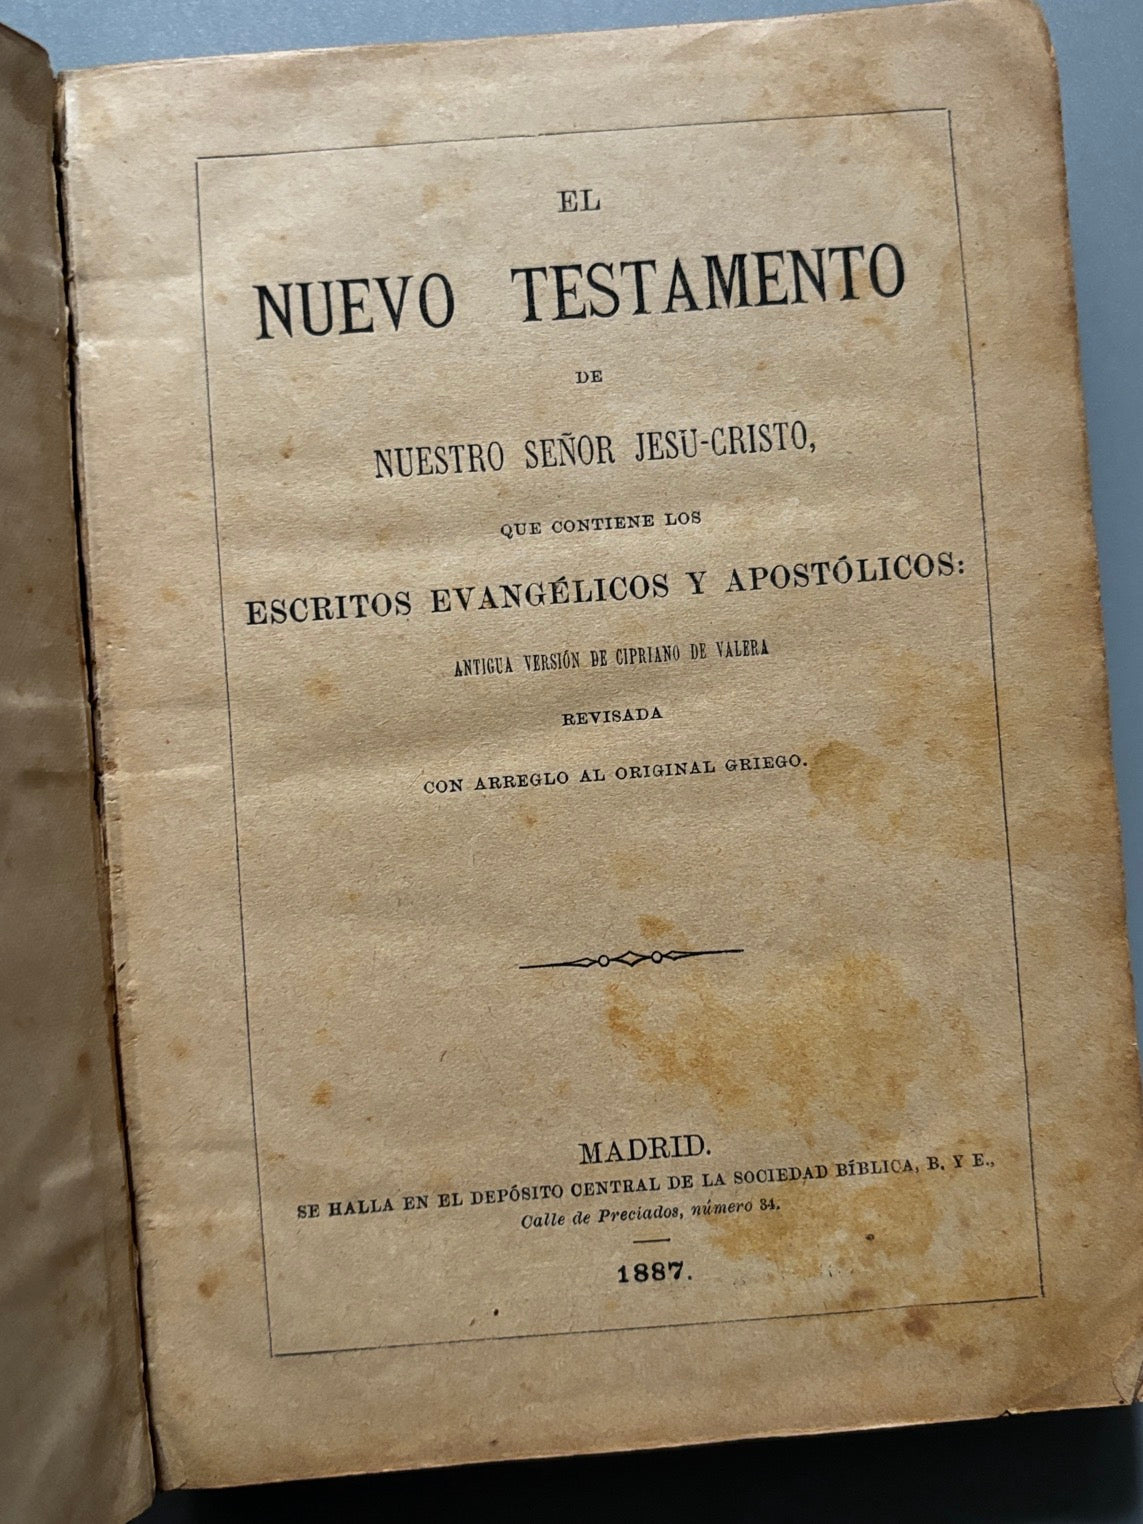 EL
NUEVO TESTAMENTO
DE
NUESTRO SEÑOR JESU-CRISTO,
QUE CONTIENE LOS
ESCRITOS EVANGÉLICOS Y APOSTÓLICOS:
ANTIGUA VERSIÓN DE CIPRIANO DE VALERA
REVISADA
CON ARREGLO AL ORIGINAL GRIEGO.
MADRID.
SE HALLA EN EL DEPÓSITO CENTRAL DE LA SOCIEDAD BÍBLICA, B. Y E.,
Calle de Preciados, número 34.
1887.